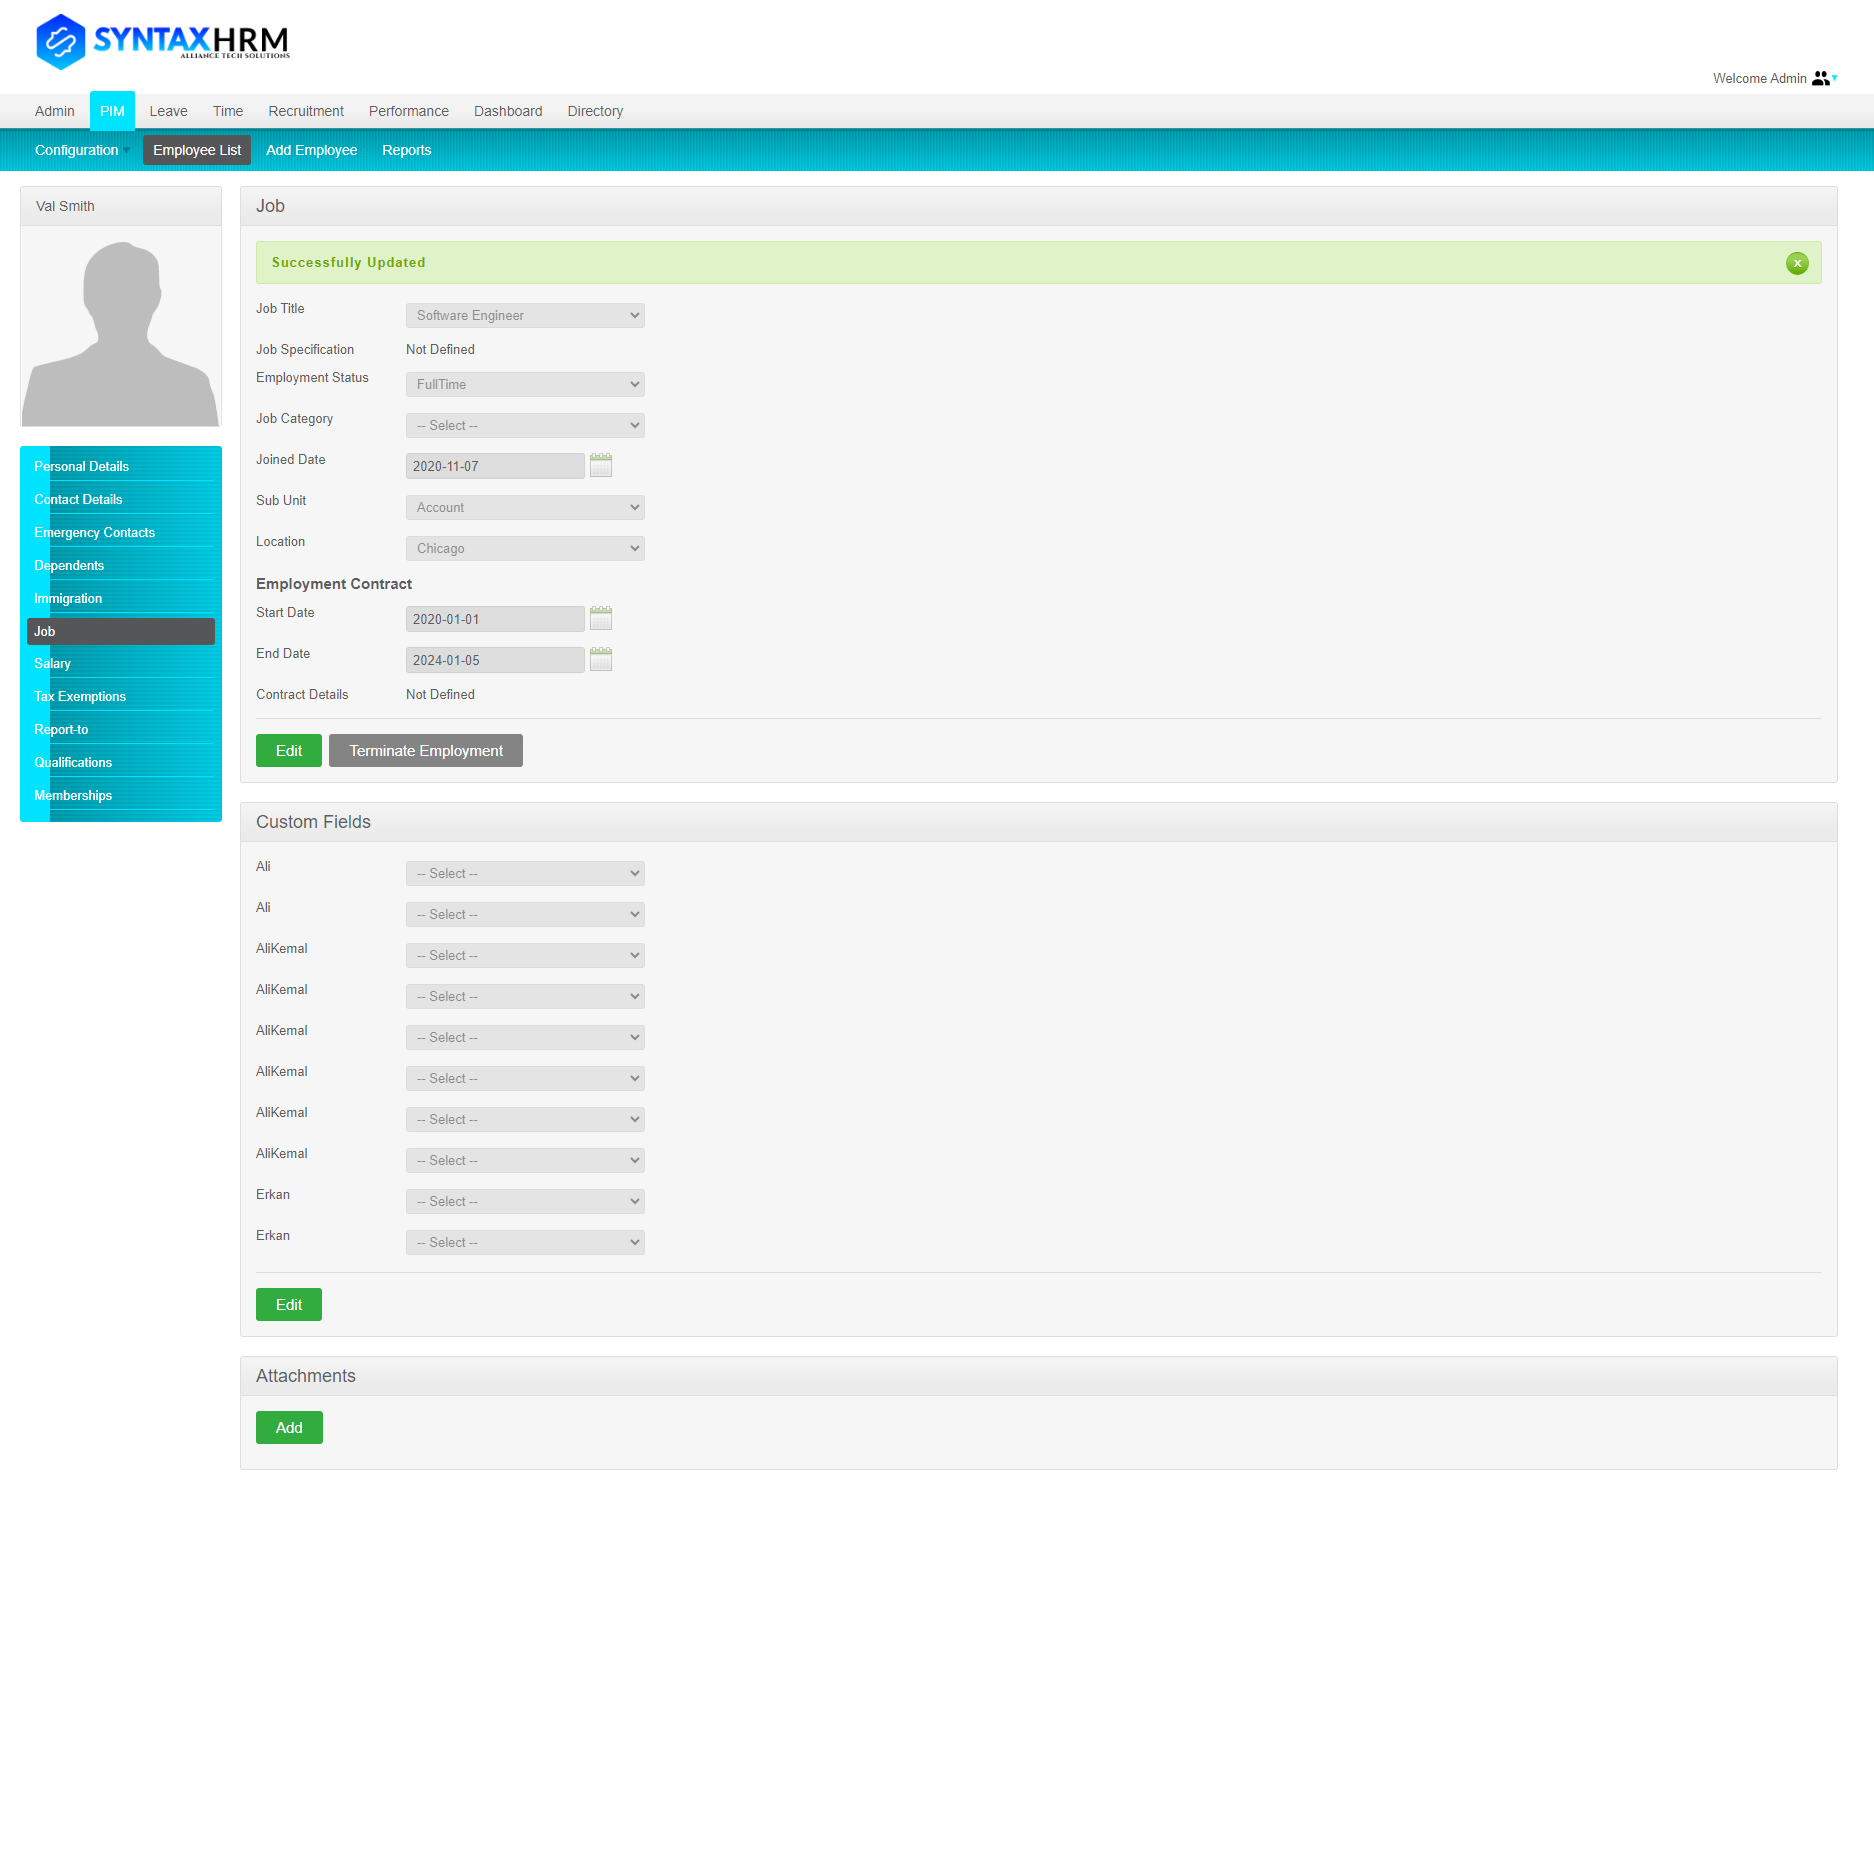 SYNTAXHRM
ALLIANCE TECH SOLUTIONS
Welcome Admin
Admin PIM Leave Time Recruitment Performance Dashboard Directory
Configuration Employee List Add Employee Reports
Val Smith
Personal Details
Contact Details
Emergency Contacts
Dependents
Immigration
Job
Salary
Tax Exemptions
Report-to
Qualifications
Memberships
Job
Successfully Updated
x
Job Title Software Engineer
Job Specification Not Defined
Employment Status FullTime
Job Category -- Select --
Joined Date 2020-11-07
Sub Unit Account
Location Chicago
Employment Contract
Start Date 2020-01-01
End Date 2024-01-05
Contract Details Not Defined
Edit Terminate Employment
Custom Fields
Ali -- Select --
Ali -- Select --
AliKemal -- Select --
AliKemal -- Select --
AliKemal -- Select --
AliKemal -- Select --
AliKemal -- Select --
AliKemal -- Select --
Erkan -- Select --
Erkan -- Select --
Edit
Attachments
Add